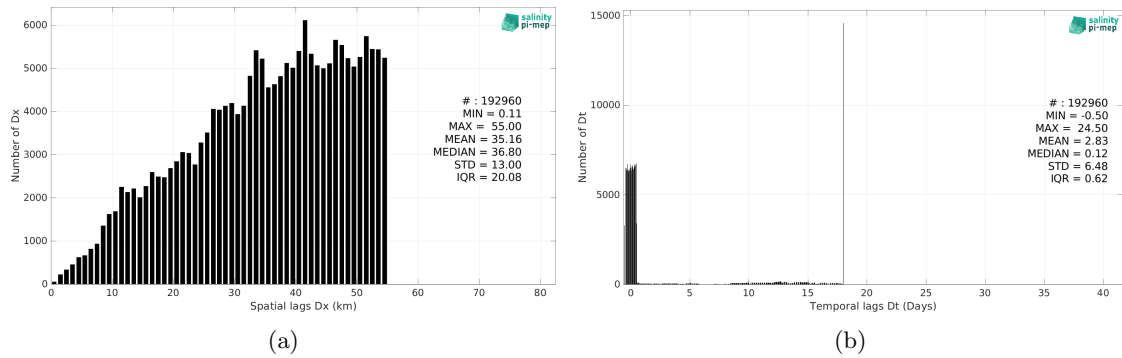 6000
5000
4000
3000
2000
1000
0
Number of Dx
0 10 20 30 40 50 60 70 80
Spatial lags Dx (km)
salinity
pi-mep
# : 192960
MIN = 0.11
MAX = 55.00
MEAN = 35.16
MEDIAN = 36.80
STD = 13.00
IQR = 20.08
(a)
15000
10000
5000
0
Number of Dt
0 5 10 15 20 25 30 35 40
Temporal lags Dt (Days)
salinity
pi-mep
# : 192960
MIN = -0.50
MAX = 24.50
MEAN = 2.83
MEDIAN = 0.12
STD = 6.48
IQR = 0.62
(b)